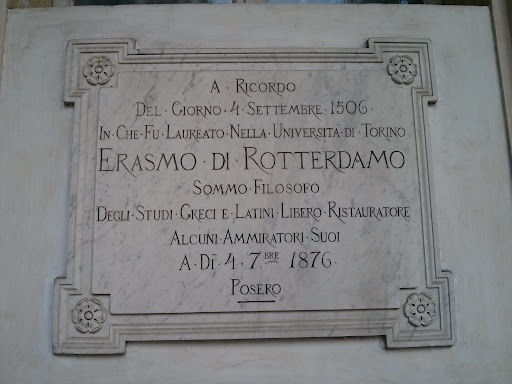 A · RICORDO
DEL · GIORNO · 4 · SETTEMBRE · 1506 ·
IN · CHE · FU · LAUREATO · NELLA · UNIVERSITÀ · DI · TORINO
ERASMO · DI · ROTTERDAMO
SOMMO · FILOSOFO
DEGLI · STUDI · GRECI · E · LATINI · LIBERO · RISTAURATORE
ALCUNI · AMMIRATORI · SUOI
A · DÌ · 4 · 7.BRE 1876 ·
POSERO